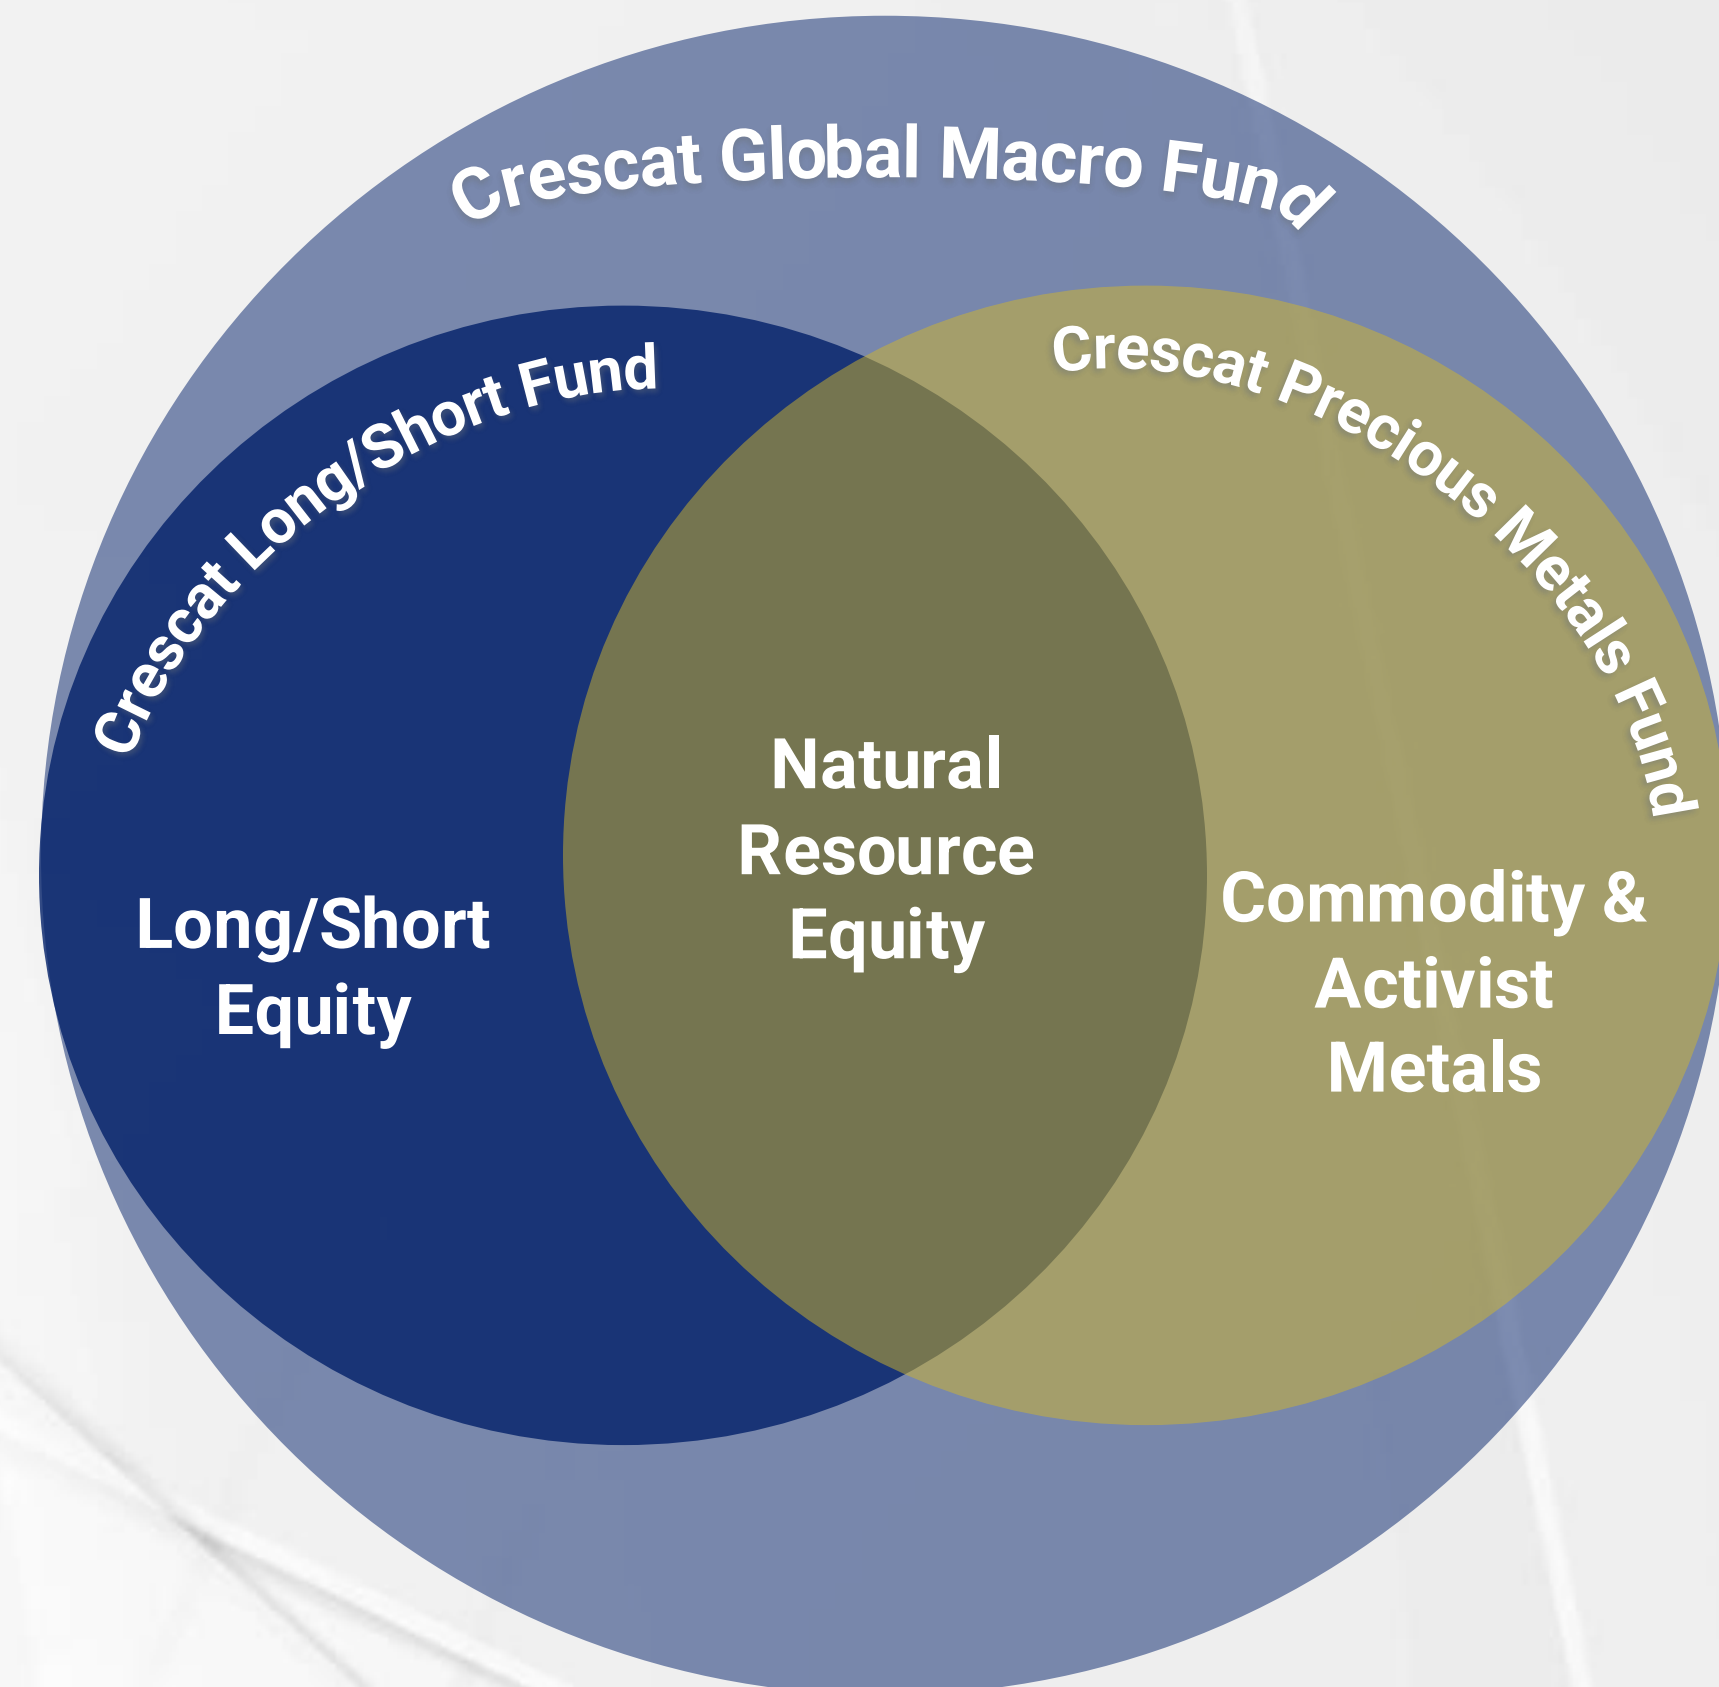 Crescat Global Macro Fund
Crescat Long/Short Fund
Crescat Precious Metals Fund
Long/Short
Equity
Natural
Resource
Equity
Commodity &
Activist
Metals